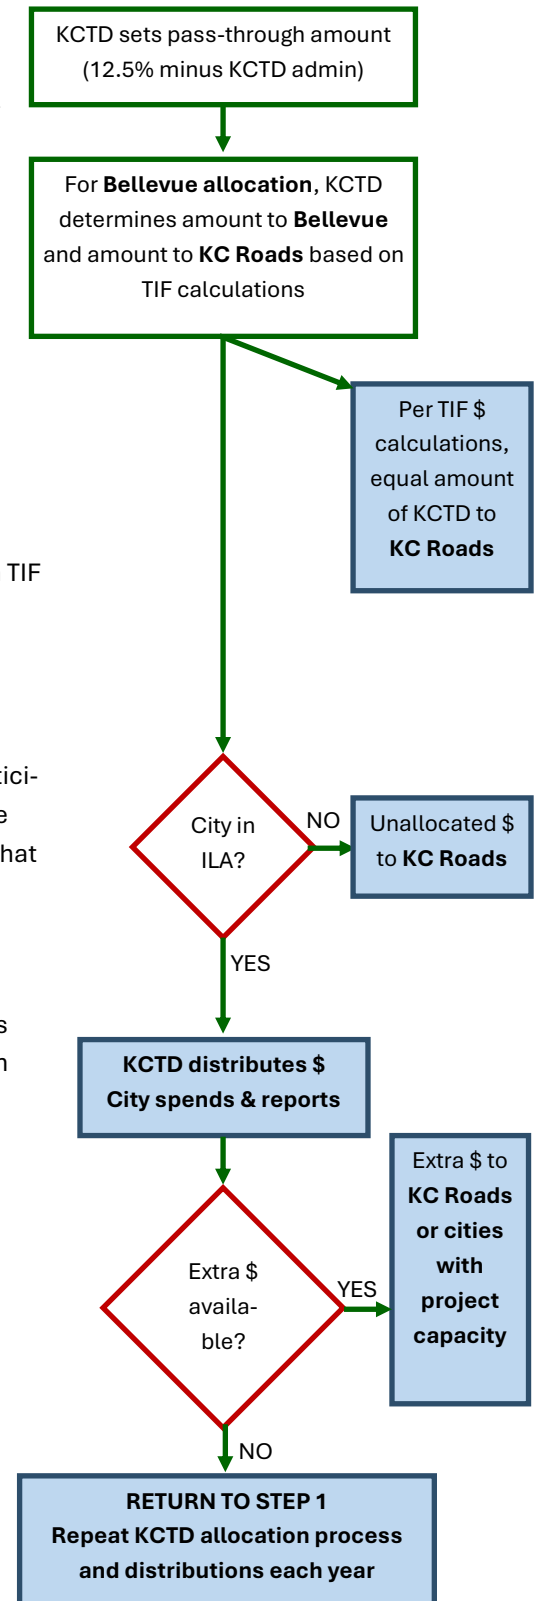 KCTD sets pass-through amount
(12.5% minus KCTD admin)
For Bellevue allocation, KCTD
determines amount to Bellevue
and amount to KC Roads based on
TIF calculations
Per TIF $
calculations,
equal amount
of KCTD to
KC Roads
TIF
tici-
e
hat
City in
ILA?
NO
Unallocated $
to KC Roads
YES
s
n
KCTD distributes $
City spends & reports
Extra $ to
KC Roads
or cities
with
project
capacity
Extra $
availa-
ble?
YES
NO
RETURN TO STEP 1
Repeat KCTD allocation process
and distributions each year